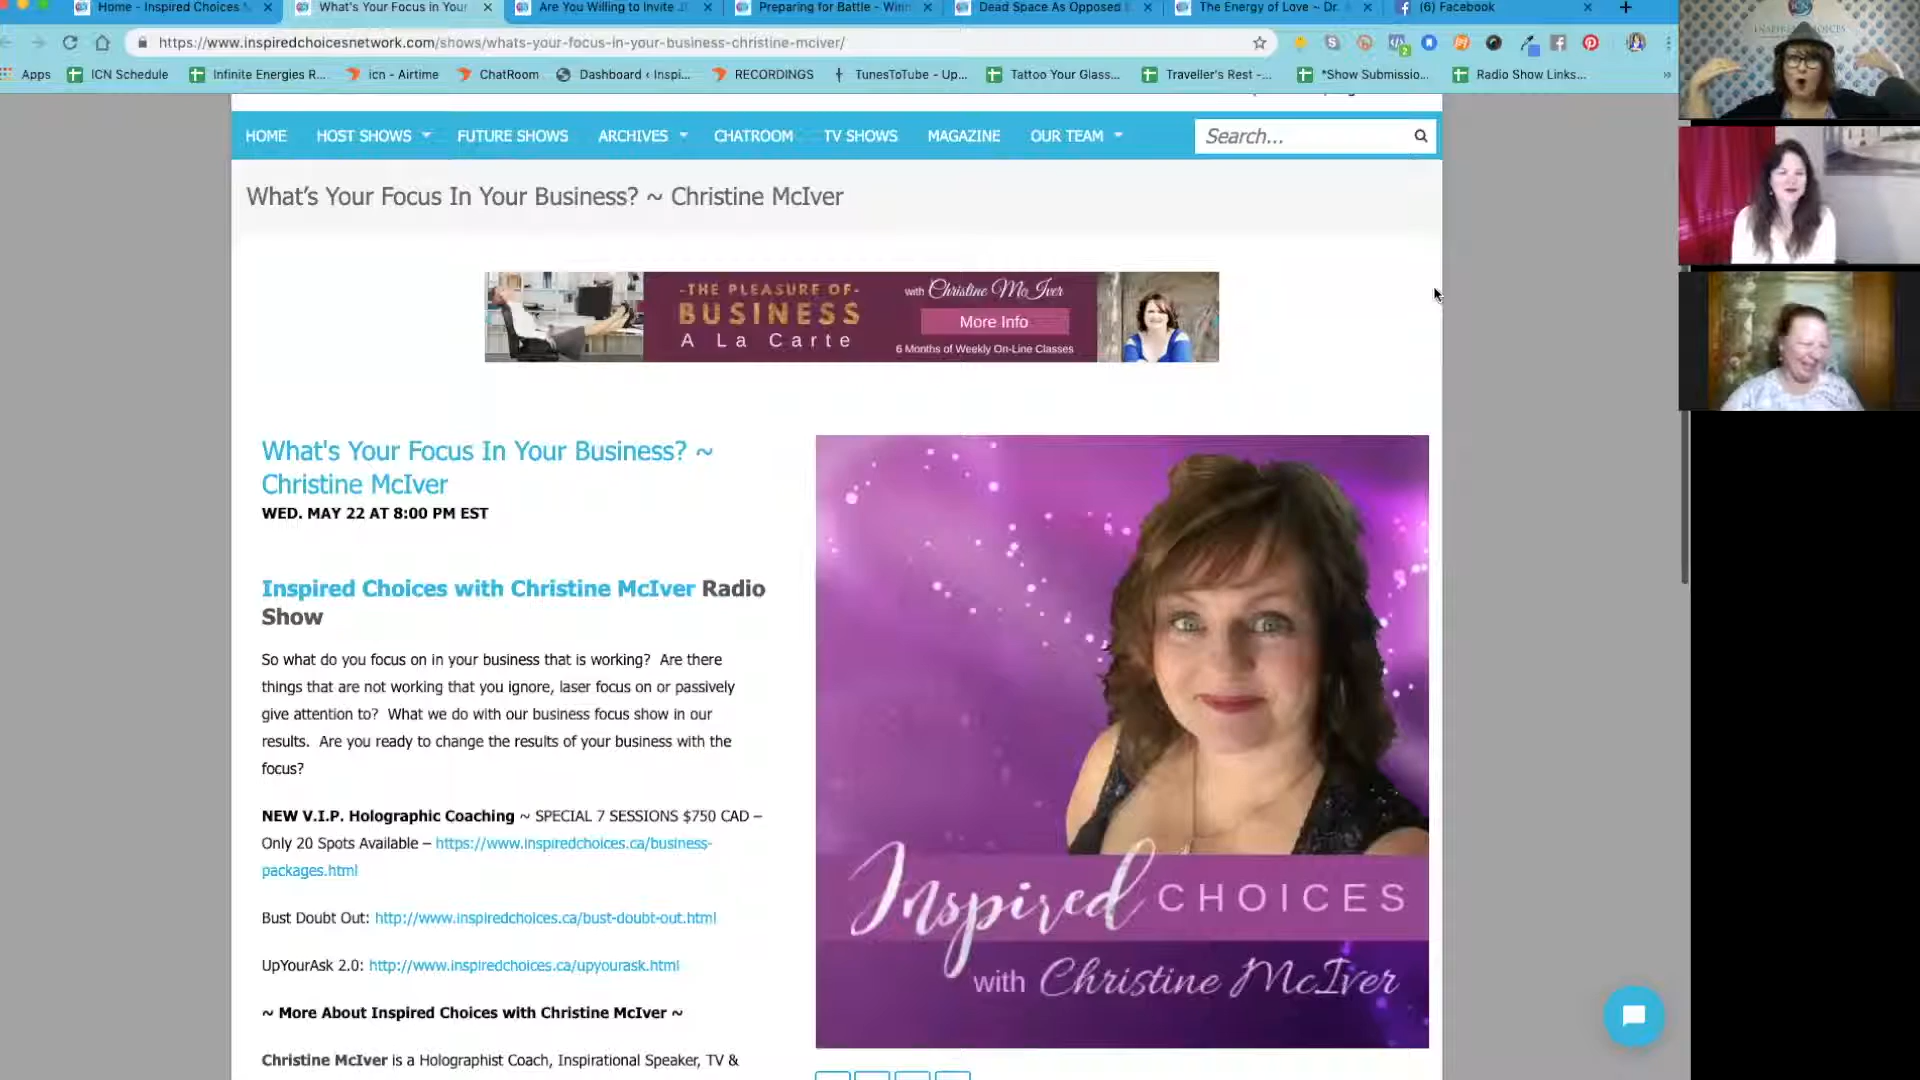 Home - Inspired Choices N
What's Your Focus in Your
Are You Willing to Invite
Preparing for Battle - Winn
Dead Space As Opposed
The Energy of Love ~ Dr.
(6) Facebook
https://www.inspiredchoicesnetwork.com/shows/whats-your-focus-in-your-business-christine-mciver/
Apps
ICN Schedule
Infinite Energies R...
icn - Airtime
ChatRoom
Dashboard ‹ Inspi...
RECORDINGS
TunesToTube - Up...
Tattoo Your Glass...
Traveller's Rest -...
*Show Submissio...
Radio Show Links...
»
HOME
HOST SHOWS
FUTURE SHOWS
ARCHIVES
CHATROOM
TV SHOWS
MAGAZINE
OUR TEAM
Search...
What's Your Focus In Your Business? ~ Christine McIver
-THE PLEASURE OF-
BUSINESS
A La Carte
with Christine McIver
More Info
6 Months of Weekly On-Line Classes
What's Your Focus In Your Business? ~
Christine McIver
WED. MAY 22 AT 8:00 PM EST
Inspired Choices with Christine McIver Radio
Show
So what do you focus on in your business that is working?  Are there
things that are not working that you ignore, laser focus on or passively
give attention to?  What we do with our business focus show in our
results.  Are you ready to change the results of your business with the
focus?
NEW V.I.P. Holographic Coaching ~ SPECIAL 7 SESSIONS $750 CAD –
Only 20 Spots Available – https://www.inspiredchoices.ca/business-
packages.html
Bust Doubt Out: http://www.inspiredchoices.ca/bust-doubt-out.html
UpYourAsk 2.0: http://www.inspiredchoices.ca/upyourask.html
~ More About Inspired Choices with Christine McIver ~
Christine McIver is a Holographist Coach, Inspirational Speaker, TV &
Inspired CHOICES
with Christine McIver
ICN
INSPIRED CHOICES